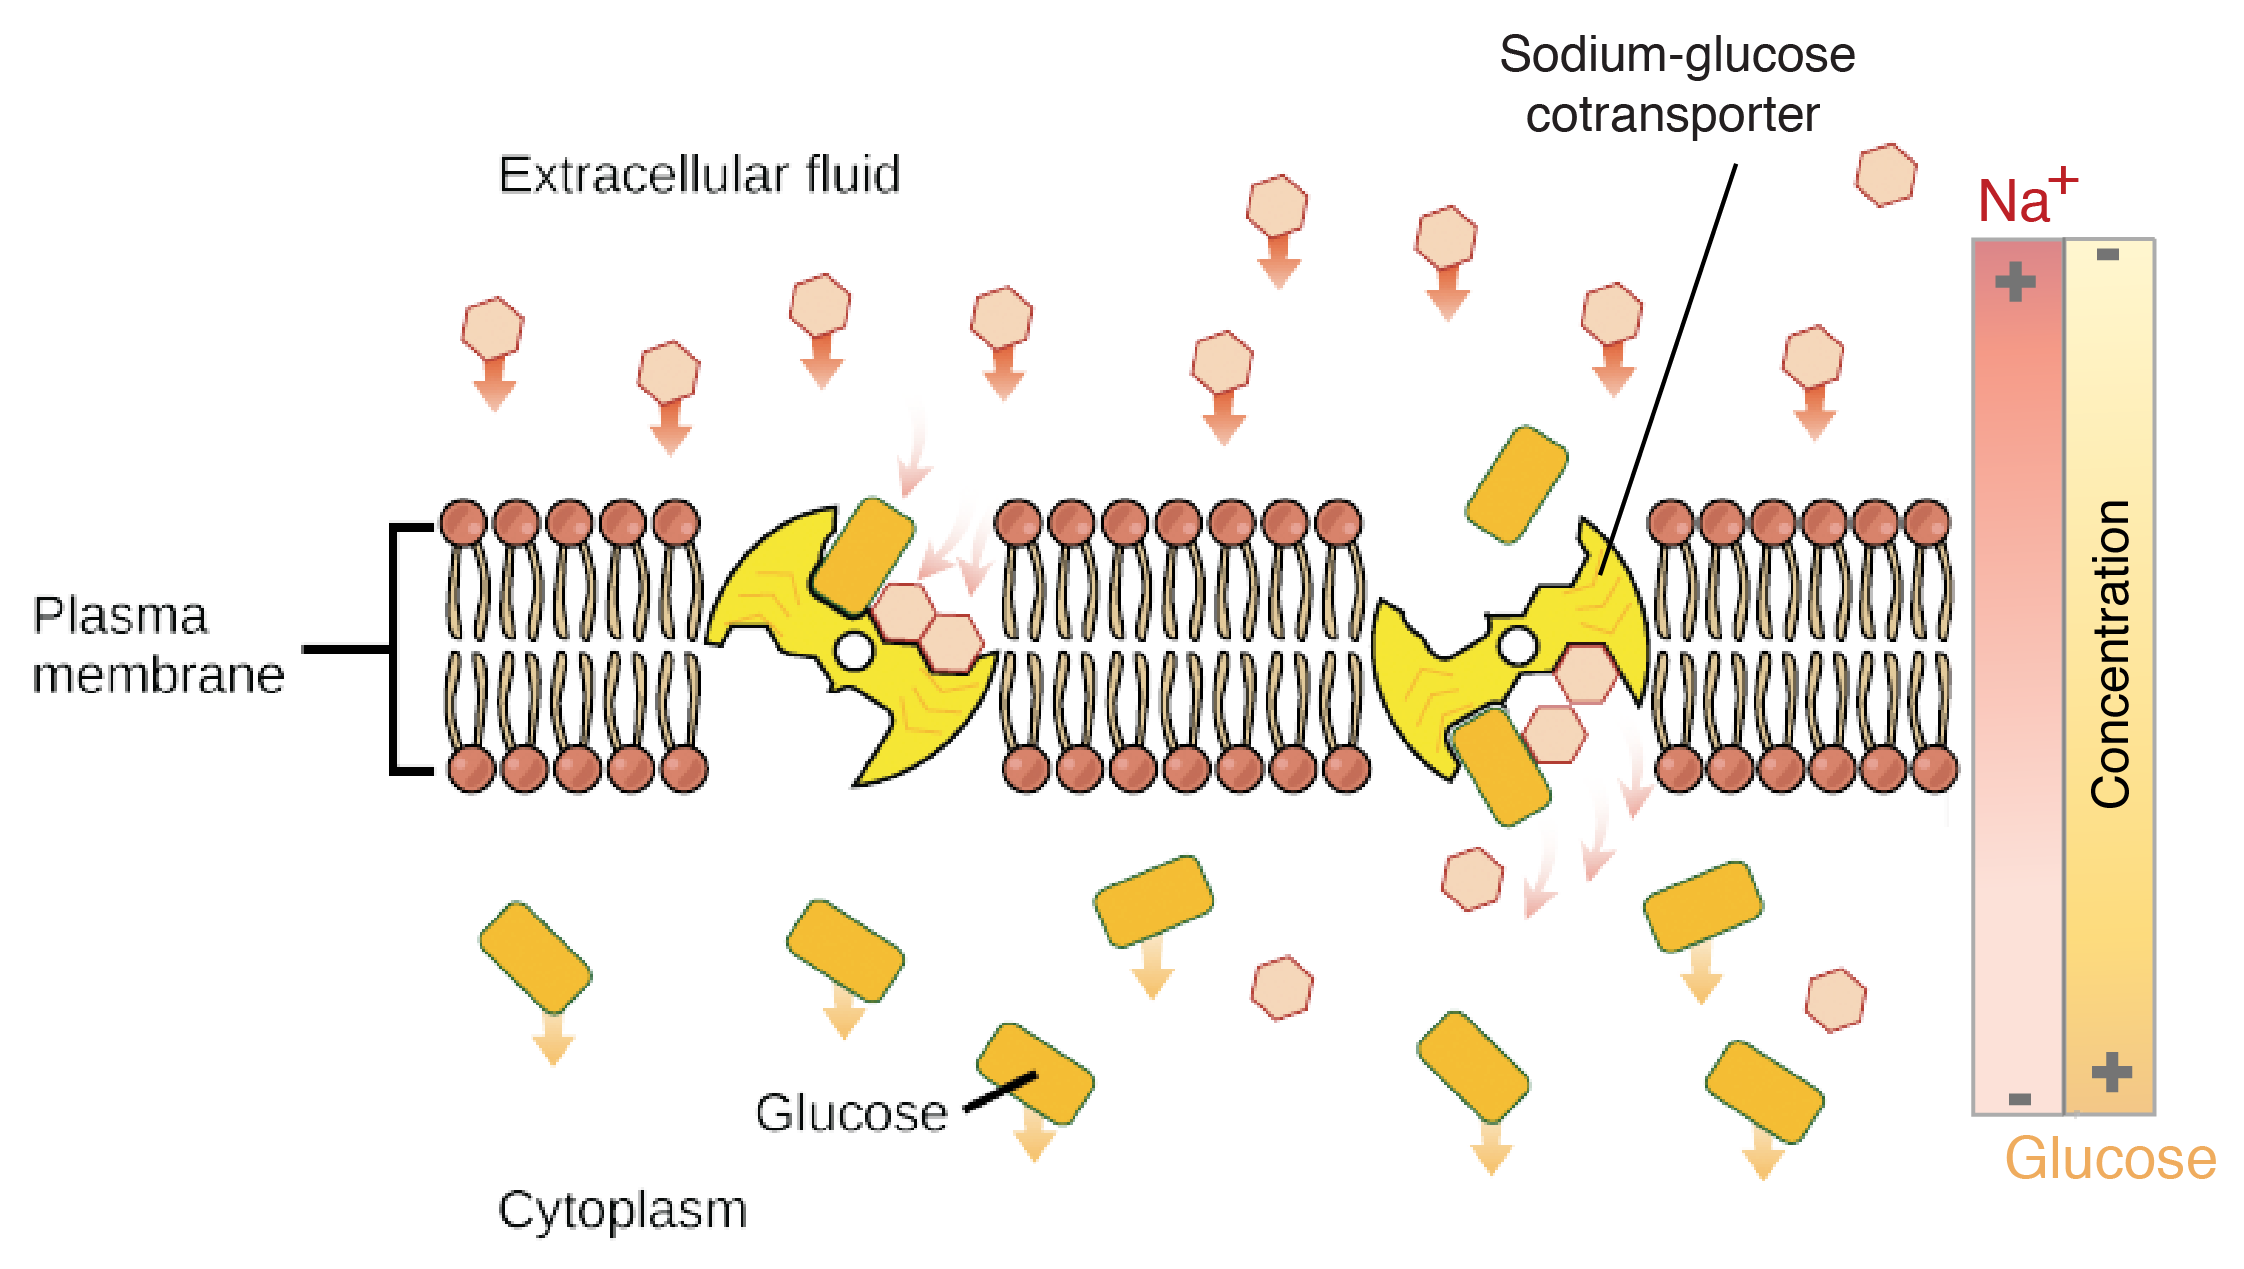 Sodium-glucose
cotransporter
Extracellular fluid
Na+
+
-
Plasma
membrane
Concentration
Glucose
-
+
Glucose
Cytoplasm